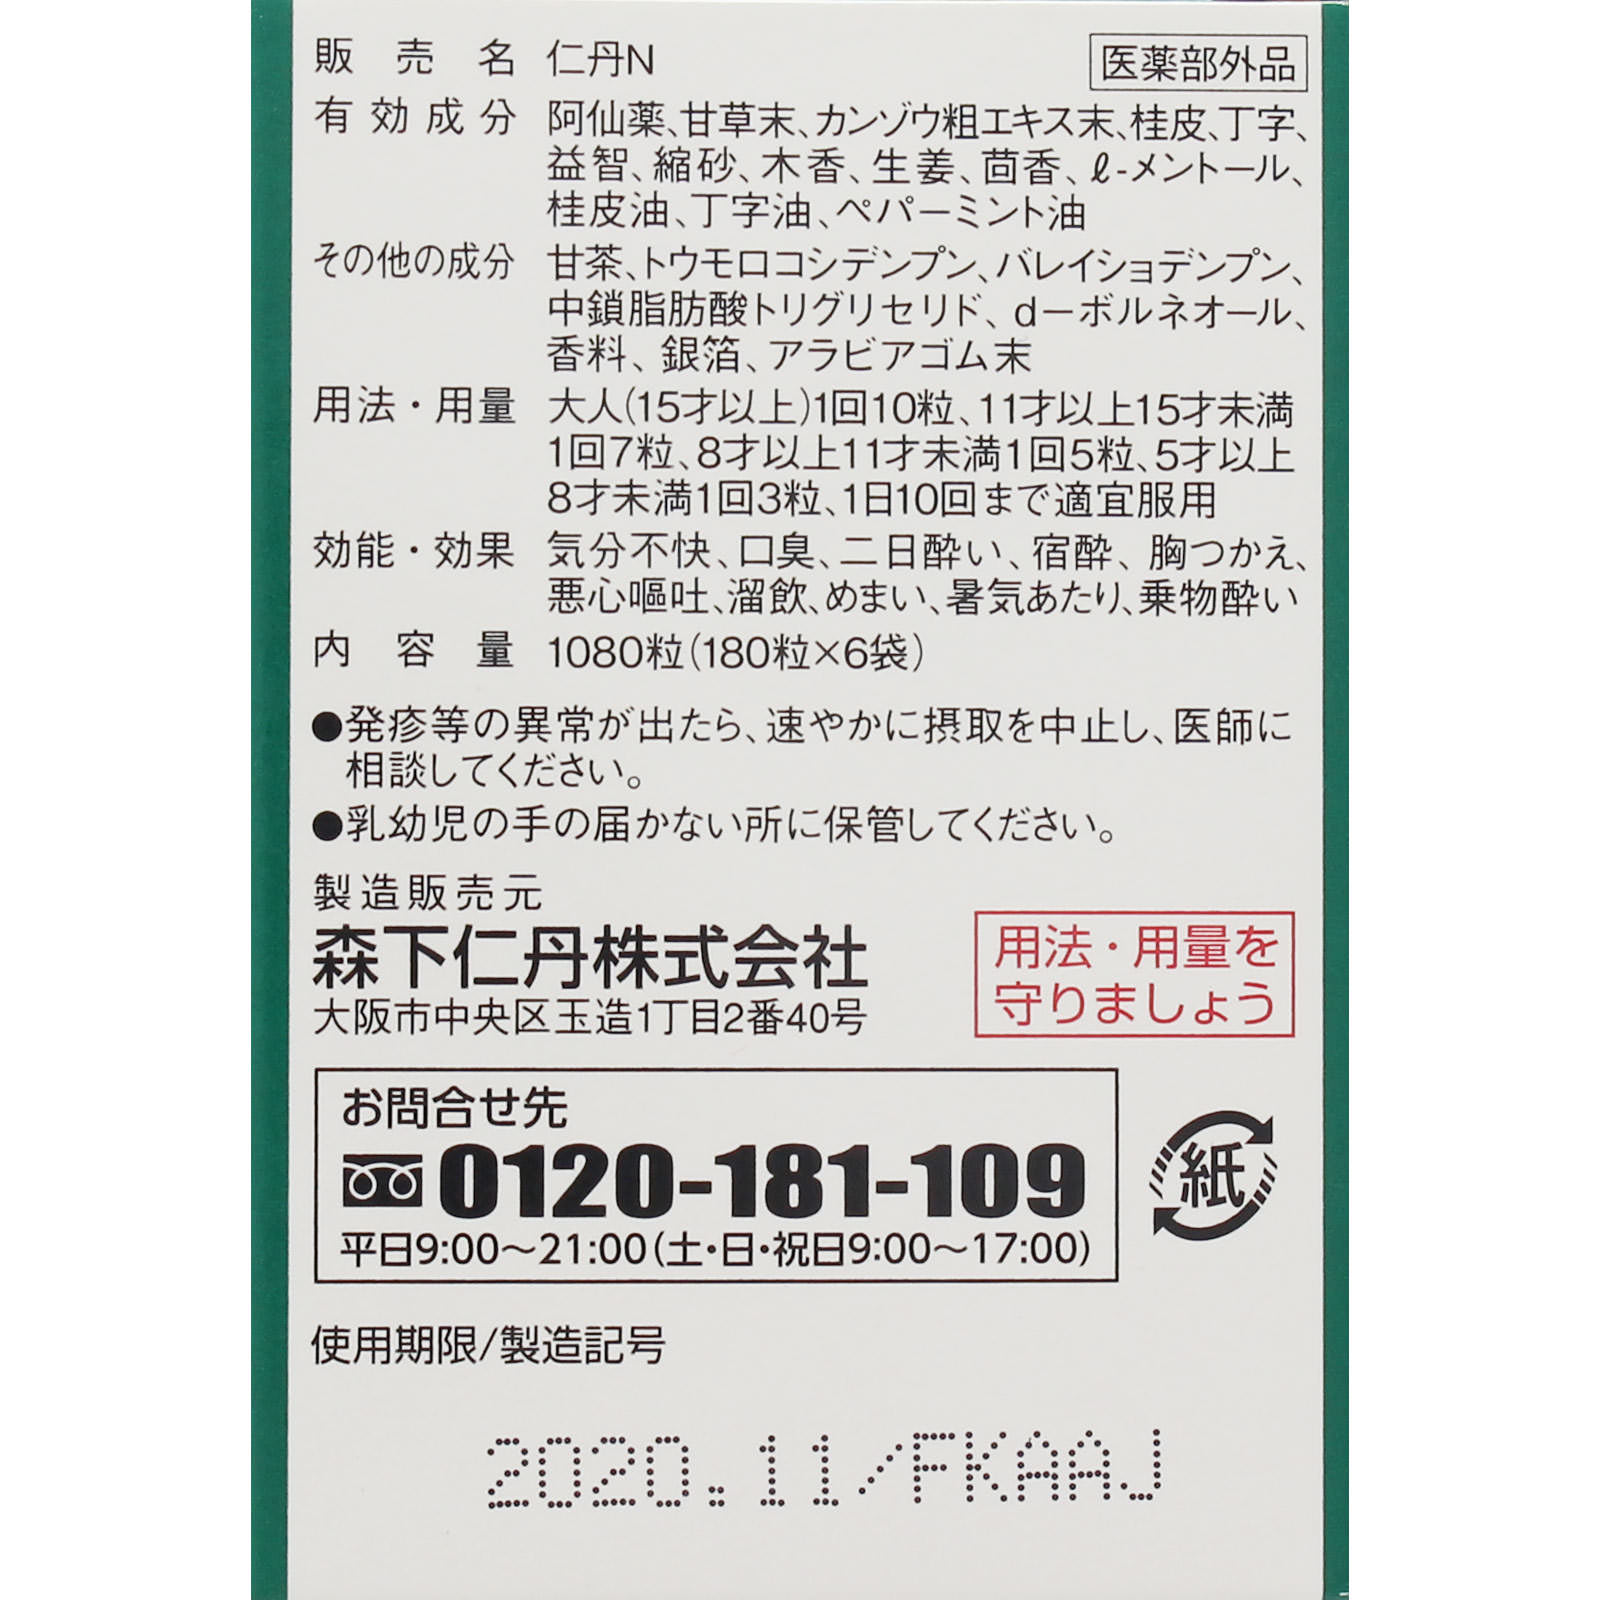 販売名 仁丹N 医薬部外品
有効成分 阿仙薬、甘草末、カンゾウ粗エキス末、桂皮、丁字、
益智、縮砂、木香、生姜、茴香、ℓ-メントール、
桂皮油、丁字油、ペパーミント油
その他の成分 甘茶、トウモロコシデンプン、バレイショデンプン、
中鎖脂肪酸トリグリセリド、d－ボルネオール、
香料、銀箔、アラビアゴム末
用法・用量 大人(15才以上)1回10粒、11才以上15才未満
1回7粒、8才以上11才未満1回5粒、5才以上
8才未満1回3粒、1日10回まで適宜服用
効能・効果 気分不快、口臭、二日酔い、宿酔、胸つかえ、
悪心嘔吐、溜飲、めまい、暑気あたり、乗物酔い
内容量 1080粒(180粒×6袋)
●発疹等の異常が出たら、速やかに摂取を中止し、医師に
相談してください。
●乳幼児の手の届かない所に保管してください。
製造販売元
森下仁丹株式会社
大阪市中央区玉造1丁目2番40号
用法・用量を
守りましょう
お問合せ先
0120-181-109
平日9:00～21:00(土・日・祝日9:00～17:00)
紙
使用期限/製造記号
2020.11/FKAAJ